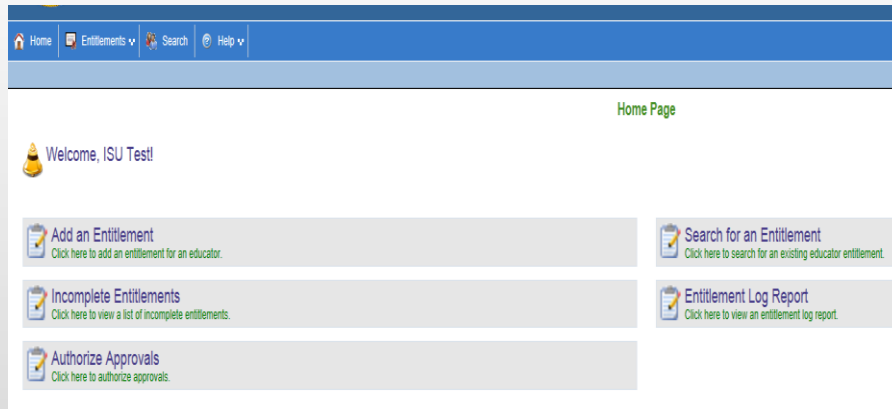 Home Entitlements Search Help
Home Page
Welcome, ISU Test!
Add an Entitlement
Click here to add an entitlement for an educator.
Search for an Entitlement
Click here to search for an existing educator entitlement.
Incomplete Entitlements
Click here to view a list of incomplete entitlements.
Entitlement Log Report
Click here to view an entitlement log report.
Authorize Approvals
Click here to authorize approvals.